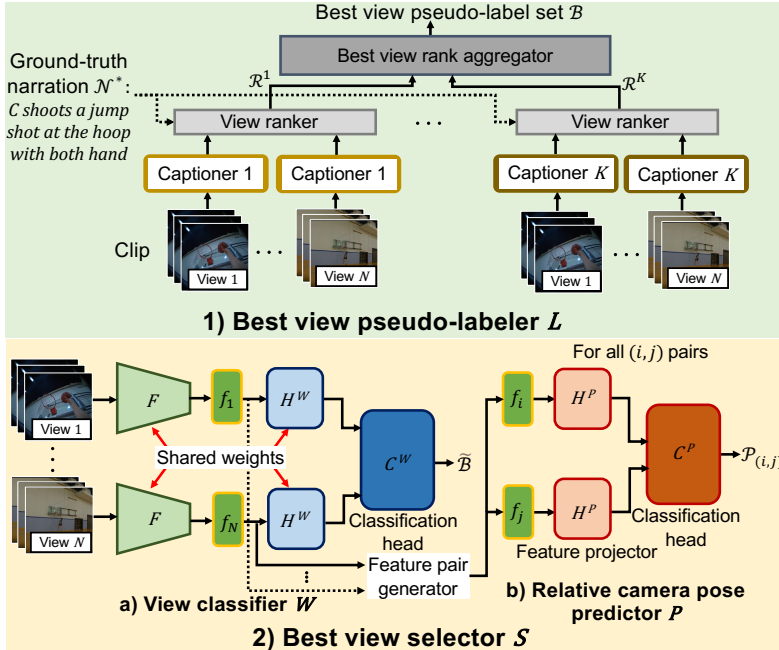 Best view pseudo-label set ℬ
Best view rank aggregator
Ground-truth
narration 𝒩*:
C shoots a jump
shot at the hoop
with both hand
ℛ¹
ℛᴷ
View ranker
. . .
View ranker
Captioner 1
Captioner 1
Captioner K
Captioner K
Clip
View 1
. . .
View N
View 1
. . .
View N
1) Best view pseudo-labeler L
For all (i, j) pairs
View 1
F
f₁
Hᵂ
Shared weights
Cᵂ
ℬ̃
View N
F
f_N
Hᵂ
Classification
head
Feature pair
generator
a) View classifier W
f_i
Hᴾ
Cᴾ
𝒫_(i,j)
f_j
Hᴾ
Feature projector
Classification
head
b) Relative camera pose
predictor P
2) Best view selector S